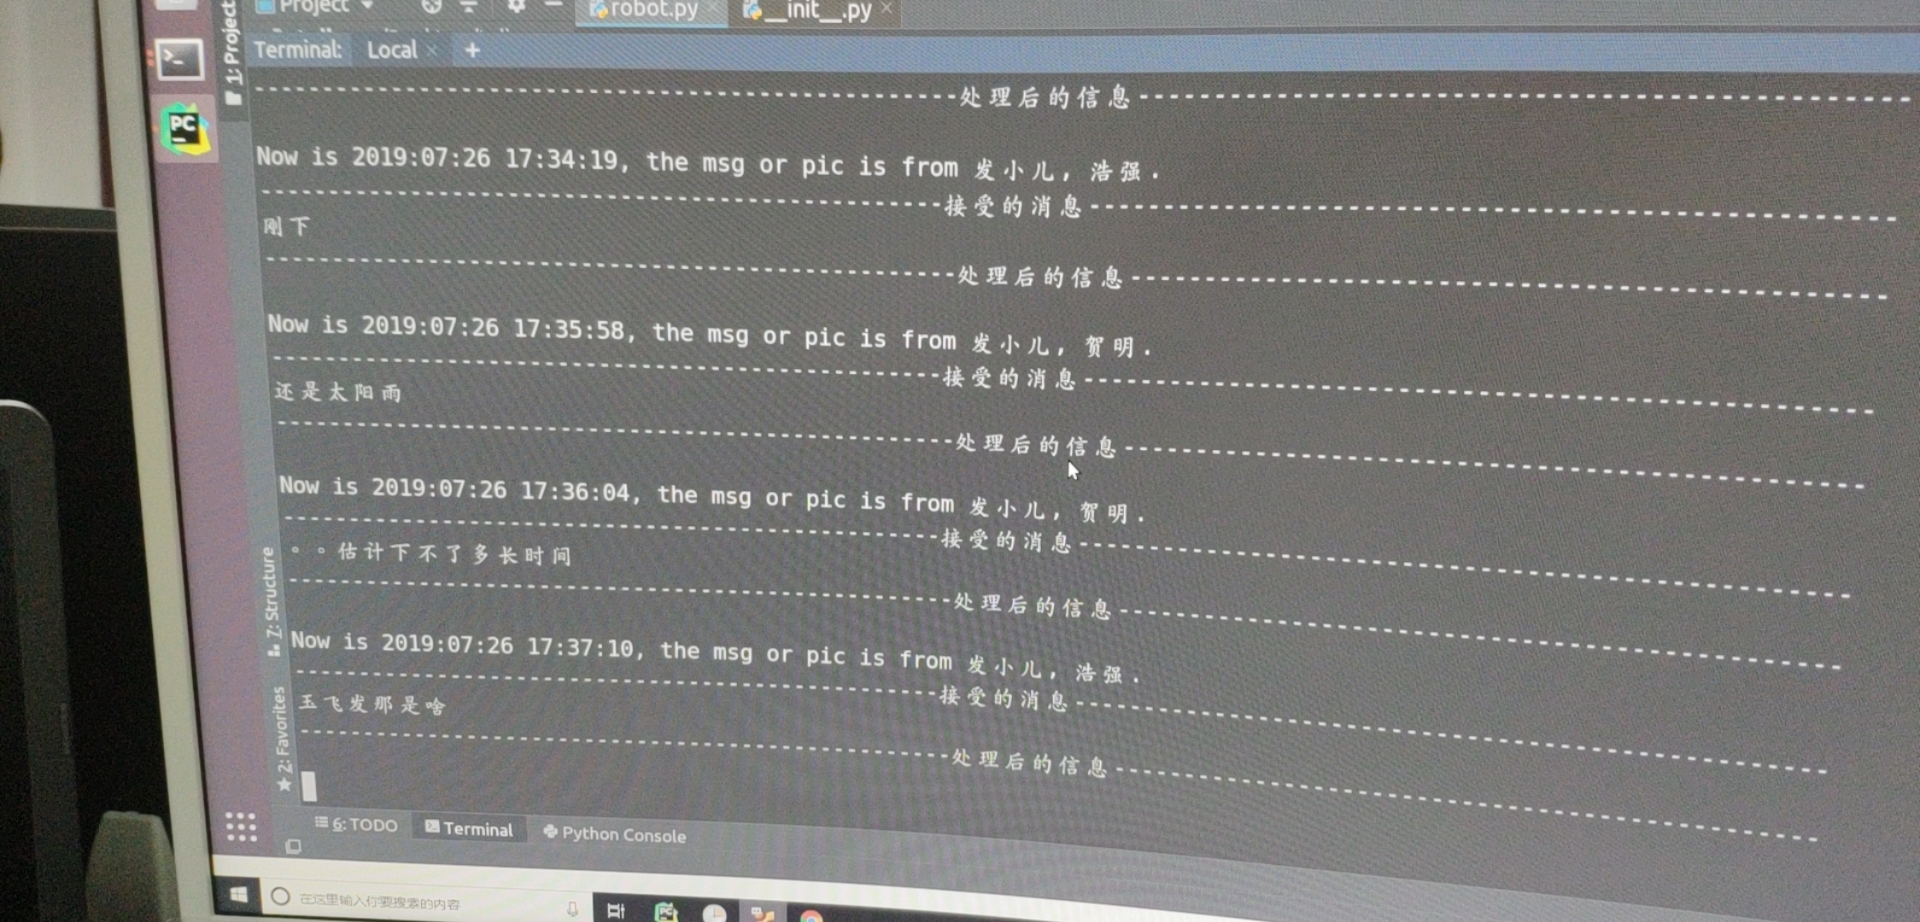 Project
robot.py
__init__.py
1: Project
Terminal: Local × +
------处理后的信息------
Now is 2019:07:26 17:34:19, the msg or pic is from 发小儿, 浩强.
------接受的消息------
刚下
------处理后的信息------
Now is 2019:07:26 17:35:58, the msg or pic is from 发小儿, 贺明.
------接受的消息------
还是太阳雨
------处理后的信息------
Now is 2019:07:26 17:36:04, the msg or pic is from 发小儿, 贺明.
------接受的消息------
。。估计下不了多长时间
------处理后的信息------
Now is 2019:07:26 17:37:10, the msg or pic is from 发小儿, 浩强.
------接受的消息------
玉飞发那是啥
------处理后的信息------
7: Structure
2: Favorites
6: TODO
Terminal
Python Console
PC
在这里输入你要搜索的内容